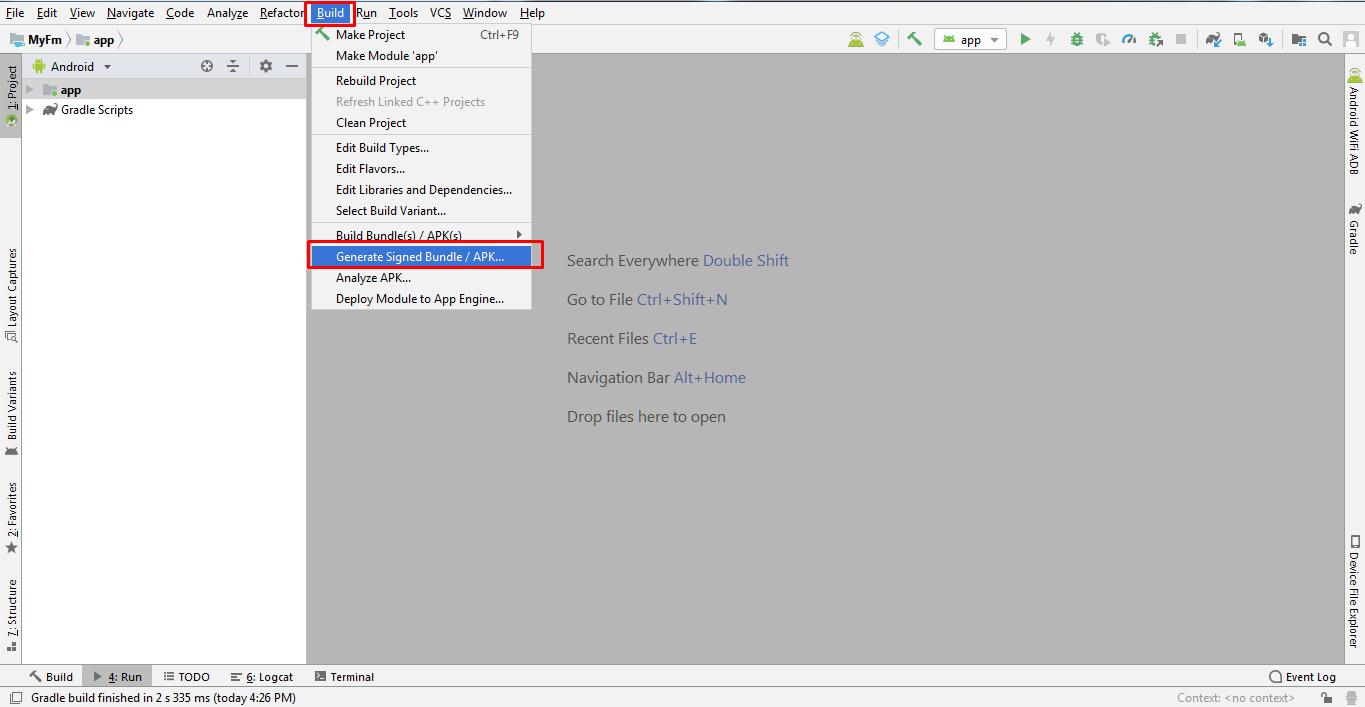 File Edit View Navigate Code Analyze Refactor Build Run Tools VCS Window Help
MyFm app
app
Android
1: Project
app
Gradle Scripts
Layout Captures
Build Variants
2: Favorites
7: Structure
Make Project Ctrl+F9
Make Module 'app'
Rebuild Project
Refresh Linked C++ Projects
Clean Project
Edit Build Types...
Edit Flavors...
Edit Libraries and Dependencies...
Select Build Variant...
Build Bundle(s) / APK(s)
Generate Signed Bundle / APK...
Analyze APK...
Deploy Module to App Engine...
Search Everywhere Double Shift
Go to File Ctrl+Shift+N
Recent Files Ctrl+E
Navigation Bar Alt+Home
Drop files here to open
Android WiFi ADB
Gradle
Device File Explorer
Build 4: Run TODO 6: Logcat Terminal Event Log
Gradle build finished in 2 s 335 ms (today 4:26 PM) Context: <no context>